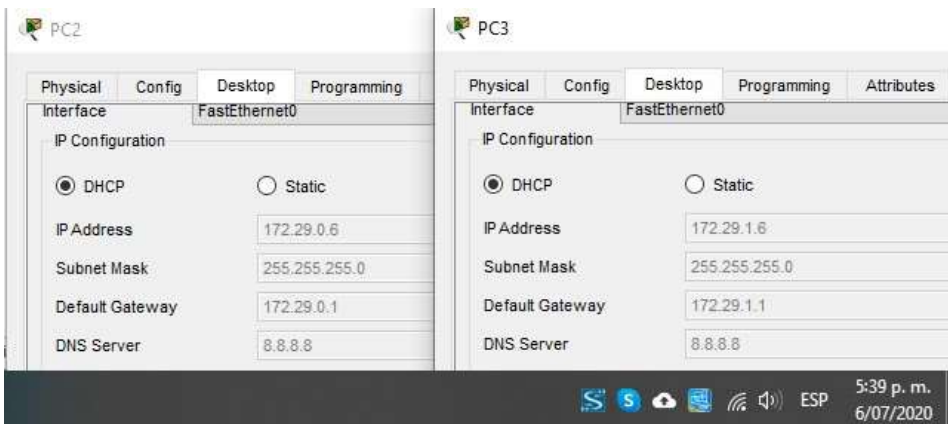 PC2
Physical Config Desktop Programming
Interface FastEthernet0
IP Configuration
DHCP Static
IP Address 172.29.0.6
Subnet Mask 255.255.255.0
Default Gateway 172.29.0.1
DNS Server 8.8.8.8
PC3
Physical Config Desktop Programming Attributes
Interface FastEthernet0
IP Configuration
DHCP Static
IP Address 172.29.1.6
Subnet Mask 255.255.255.0
Default Gateway 172.29.1.1
DNS Server 8.8.8.8
ESP
5:39 p. m.
6/07/2020